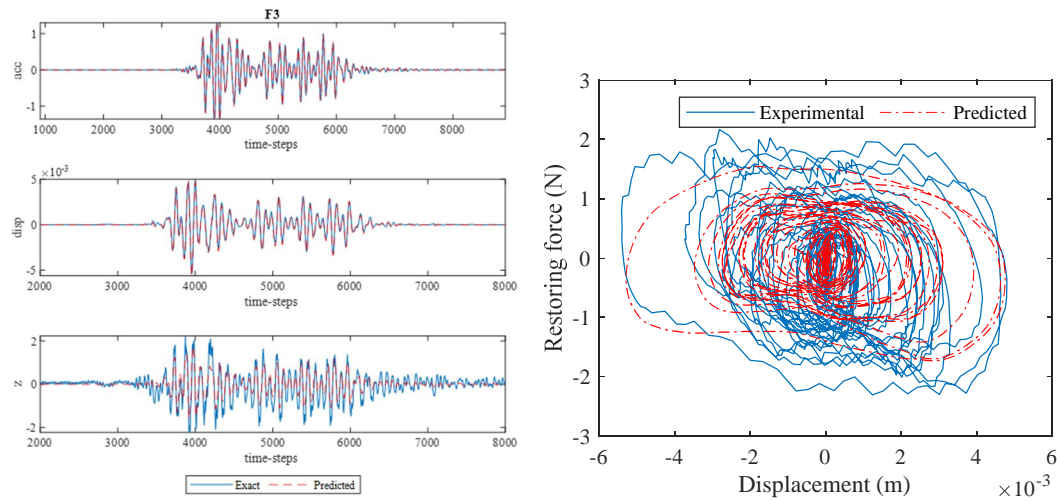 F3
1
0
-1
acc
1000 2000 3000 4000 5000 6000 7000 8000
time-steps
×10⁻³
5
0
-5
disp
2000 3000 4000 5000 6000 7000 8000
time-steps
2
0
-2
z
2000 3000 4000 5000 6000 7000 8000
time-steps
Exact Predicted
3
2
1
0
-1
-2
-3
Restoring force (N)
Experimental Predicted
-6 -4 -2 0 2 4 6
Displacement (m) ×10⁻³